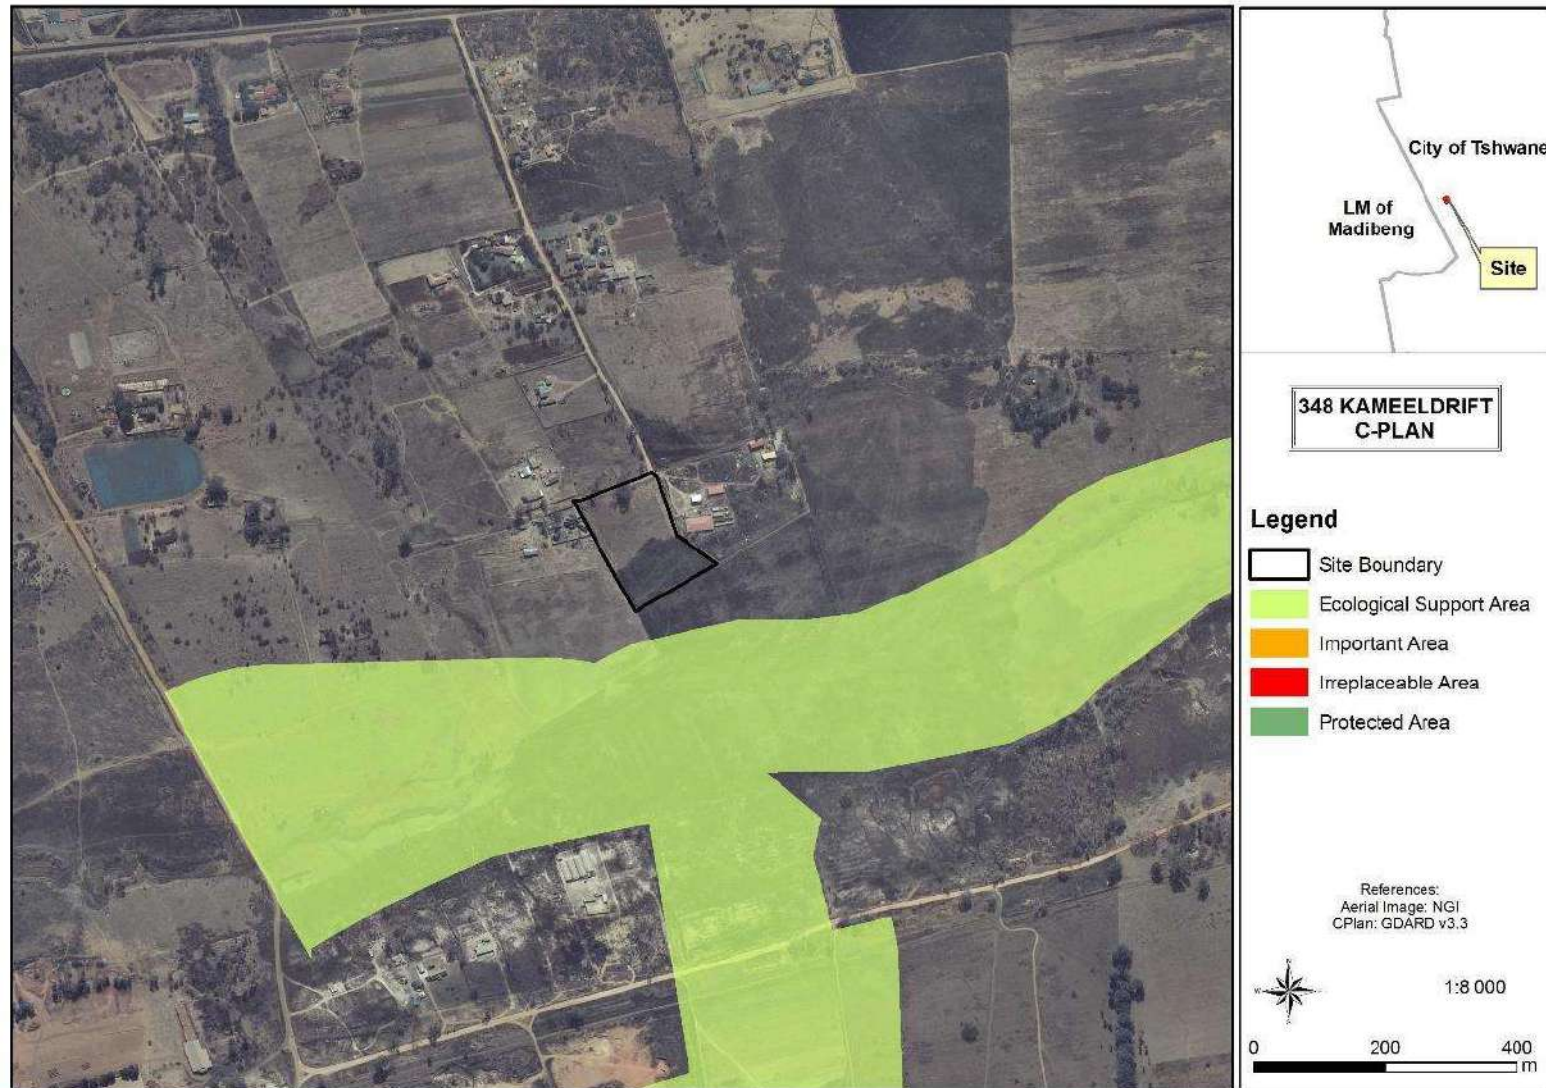 City of Tshwane
LM of
Madibeng
Site
348 KAMEELDRIFT
C-PLAN
Legend
Site Boundary
Ecological Support Area
Important Area
Irreplaceable Area
Protected Area
References:
Aerial Image: NGI
CPlan: GDARD v3.3
N
W E
S
1:8 000
0 200 400
m